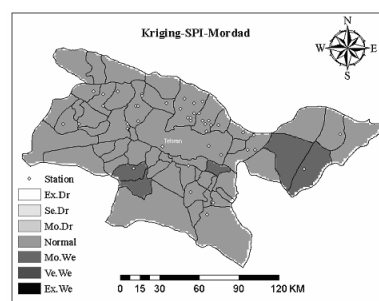 Kriging-SPI-Mordad
N
W E
S
Tehran
Station
Ex.Dr
Se.Dr
Mo.Dr
Normal
Mo.We
Ve.We
Ex.We
0 15 30 60 90 120 KM